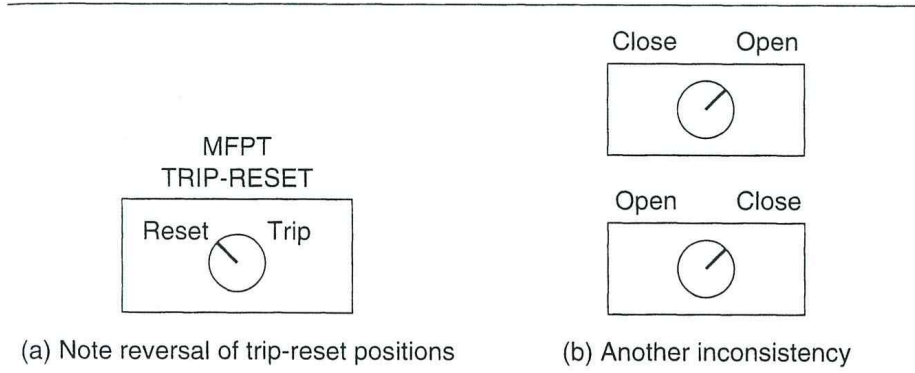 MFPT
TRIP-RESET
Reset Trip
(a) Note reversal of trip-reset positions
Close Open
Open Close
(b) Another inconsistency